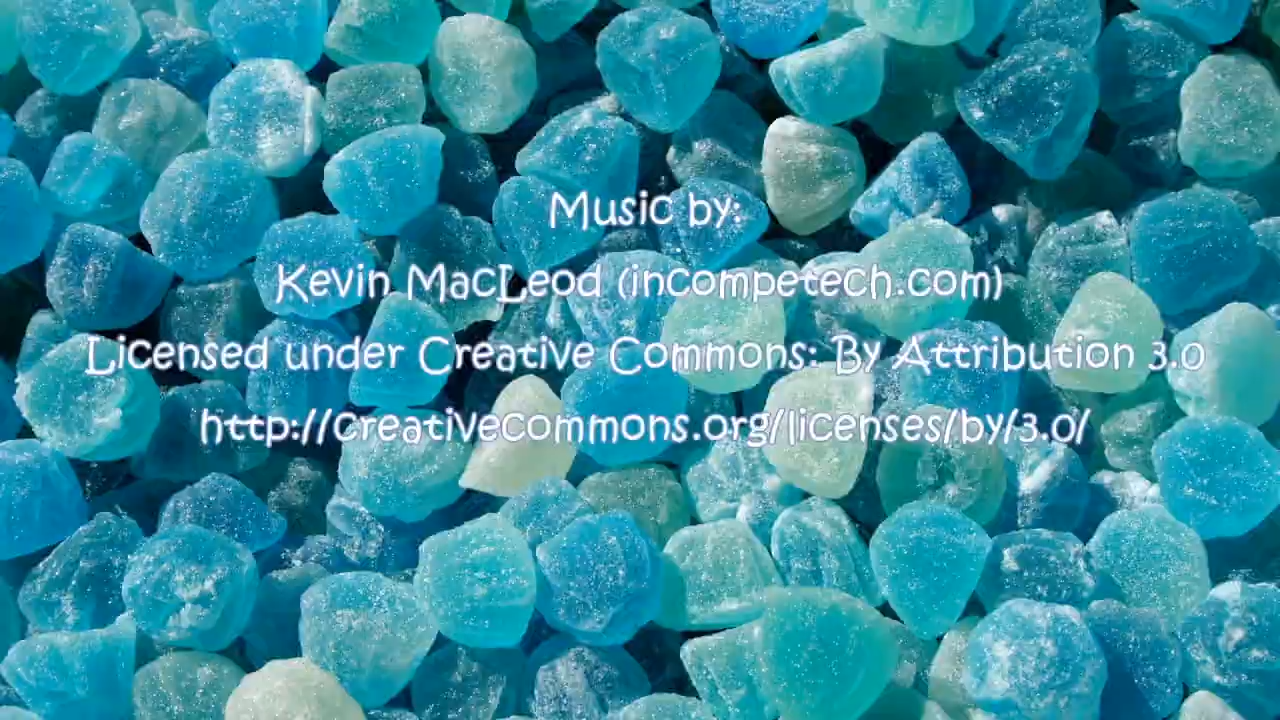 Music by:
Kevin MacLeod (incompetech.com)
Licensed under Creative Commons: By Attribution 3.0
http://creativecommons.org/licenses/by/3.0/